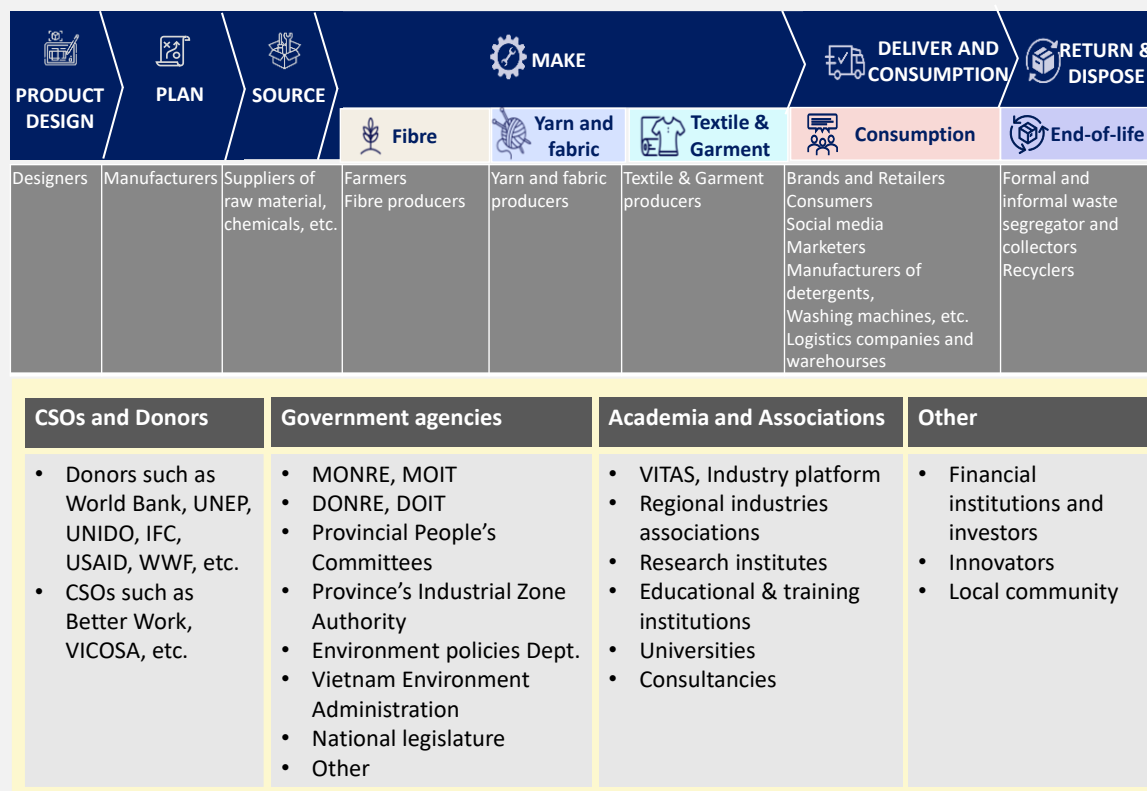 PRODUCT
DESIGN
PLAN
SOURCE
MAKE
DELIVER AND
CONSUMPTION
RETURN &
DISPOSE
Fibre
Yarn and
fabric
Textile &
Garment
Consumption
End-of-life
Designers
Manufacturers
Suppliers of
raw material,
chemicals, etc.
Farmers
Fibre producers
Yarn and fabric
producers
Textile & Garment
producers
Brands and Retailers
Consumers
Social media
Marketers
Manufacturers of
detergents,
Washing machines, etc.
Logistics companies and
warehourses
Formal and
informal waste
segregator and
collectors
Recyclers
CSOs and Donors
• Donors such as
World Bank, UNEP,
UNIDO, IFC,
USAID, WWF, etc.
• CSOs such as
Better Work,
VICOSA, etc.
Government agencies
• MONRE, MOIT
• DONRE, DOIT
• Provincial People’s
Committees
• Province’s Industrial Zone
Authority
• Environment policies Dept.
• Vietnam Environment
Administration
• National legislature
• Other
Academia and Associations
• VITAS, Industry platform
• Regional industries
associations
• Research institutes
• Educational & training
institutions
• Universities
• Consultancies
Other
• Financial
institutions and
investors
• Innovators
• Local community